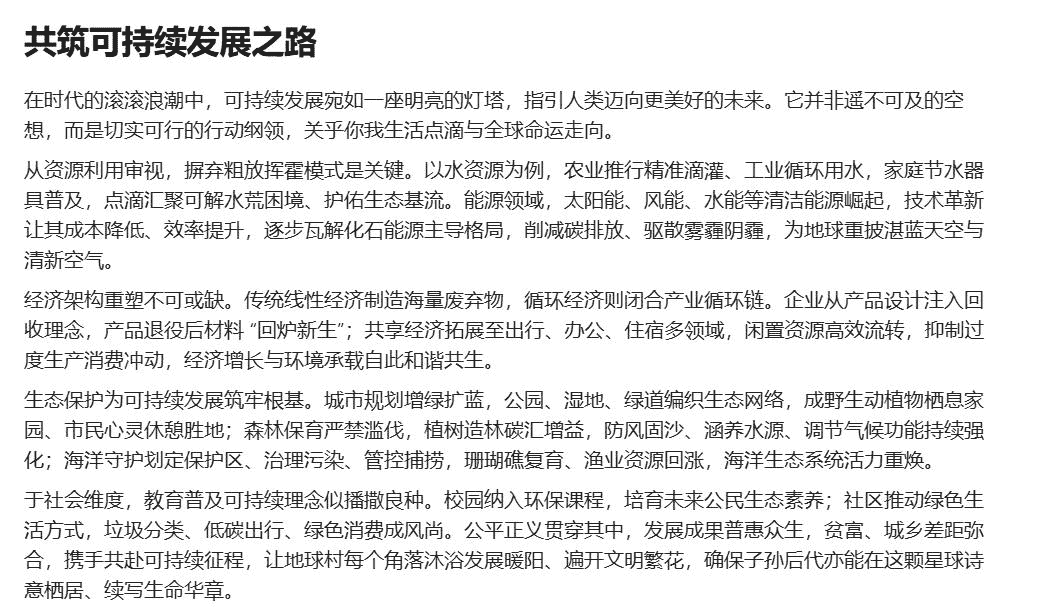 共筑可持续发展之路
在时代的滚滚浪潮中，可持续发展宛如一座明亮的灯塔，指引人类迈向更美好的未来。它并非遥不可及的空
想，而是切实可行的行动纲领，关乎你我生活点滴与全球命运走向。
从资源利用审视，摒弃粗放挥霍模式是关键。以水资源为例，农业推行精准滴灌、工业循环用水，家庭节水器
具普及，点滴汇聚可解水荒困境、护佑生态基流。能源领域，太阳能、风能、水能等清洁能源崛起，技术革新
让其成本降低、效率提升，逐步瓦解化石能源主导格局，削减碳排放、驱散雾霾阴霾，为地球重披湛蓝天空与
清新空气。
经济架构重塑不可或缺。传统线性经济制造海量废弃物，循环经济则闭合产业循环链。企业从产品设计注入回
收理念，产品退役后材料 “回炉新生”；共享经济拓展至出行、办公、住宿多领域，闲置资源高效流转，抑制过
度生产消费冲动，经济增长与环境承载自此和谐共生。
生态保护为可持续发展筑牢根基。城市规划增绿扩蓝，公园、湿地、绿道编织生态网络，成野生动植物栖息家
园、市民心灵休憩胜地；森林保育严禁滥伐，植树造林碳汇增益，防风固沙、涵养水源、调节气候功能持续强
化；海洋守护划定保护区、治理污染、管控捕捞，珊瑚礁复育、渔业资源回涨，海洋生态系统活力重焕。
于社会维度，教育普及可持续理念似播撒良种。校园纳入环保课程，培育未来公民生态素养；社区推动绿色生
活方式，垃圾分类、低碳出行、绿色消费成风尚。公平正义贯穿其中，发展成果普惠众生，贫富、城乡差距弥
合，携手共赴可持续征程，让地球村每个角落沐浴发展暖阳、遍开文明繁花，确保子孙后代亦能在这颗星球诗
意栖居、续写生命华章。